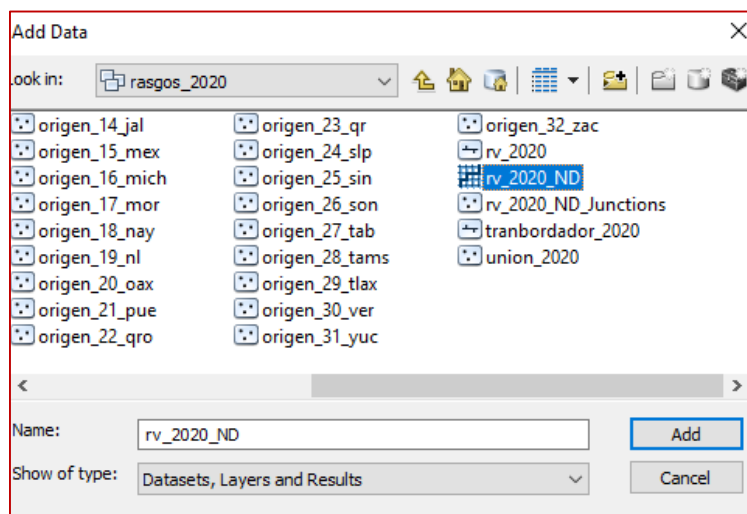 Add Data
Look in:
rasgos_2020
origen_14_jal
origen_15_mex
origen_16_mich
origen_17_mor
origen_18_nay
origen_19_nl
origen_20_oax
origen_21_pue
origen_22_qro
origen_23_qr
origen_24_slp
origen_25_sin
origen_26_son
origen_27_tab
origen_28_tams
origen_29_tlax
origen_30_ver
origen_31_yuc
origen_32_zac
rv_2020
rv_2020_ND
rv_2020_ND_Junctions
tranbordador_2020
union_2020
Name:
rv_2020_ND
Add
Show of type:
Datasets, Layers and Results
Cancel